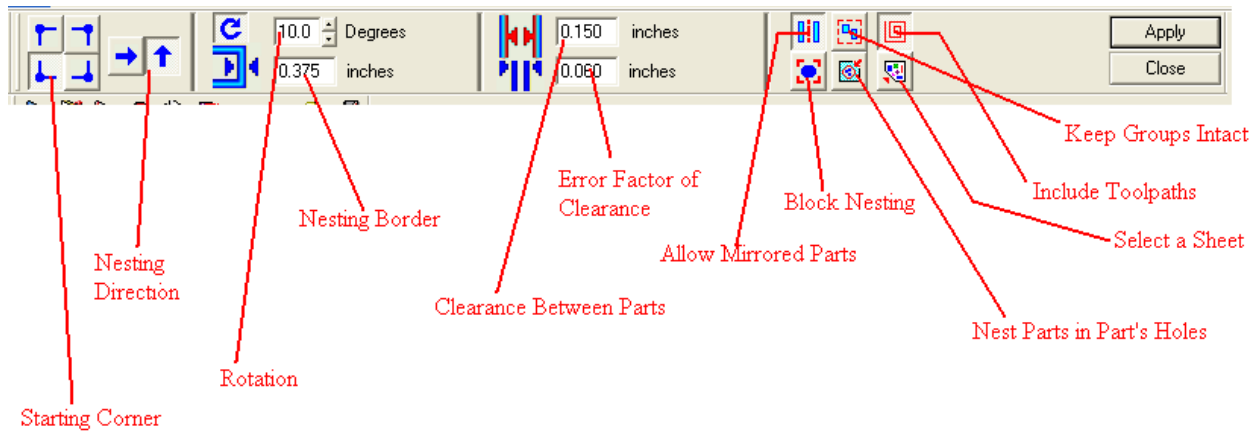 10.0 Degrees
0.150 inches
Apply
0.375 inches
0.060 inches
Close
Keep Groups Intact
Error Factor of
Clearance
Include Toolpaths
Block Nesting
Nesting Border
Select a Sheet
Allow Mirrored Parts
Nesting
Direction
Clearance Between Parts
Nest Parts in Part's Holes
Rotation
Starting Corner